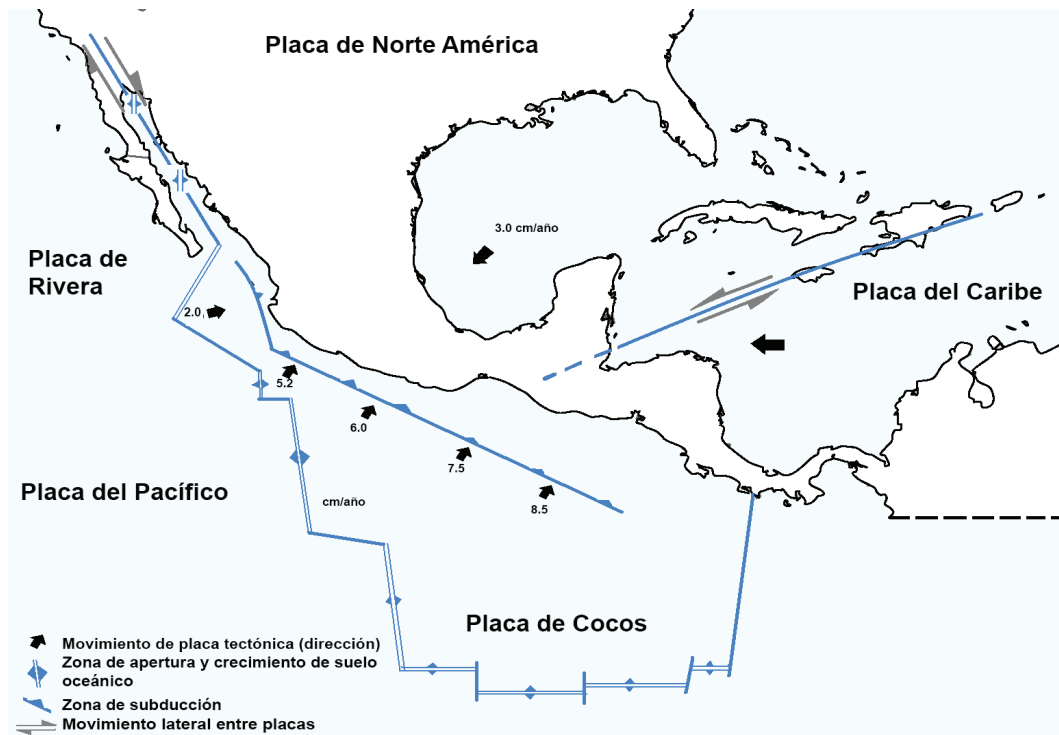 Placa de Norte América
3.0 cm/año
Placa de
Rivera
Placa del Caribe
2.0
5.2
6.0
7.5
8.5
Placa del Pacífico
cm/año
Placa de Cocos
Movimiento de placa tectónica (dirección)
Zona de apertura y crecimiento de suelo
oceánico
Zona de subducción
Movimiento lateral entre placas